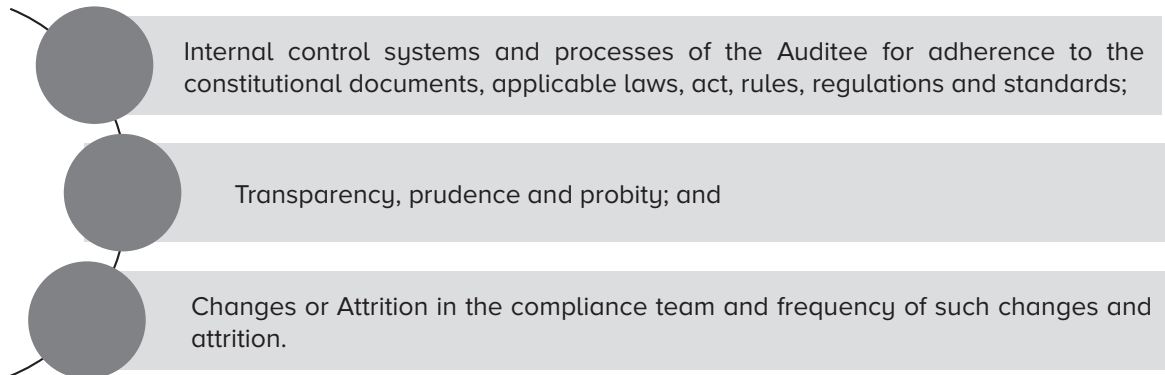 Internal control systems and processes of the Auditee for adherence to the
constitutional documents, applicable laws, act, rules, regulations and standards;
Transparency, prudence and probity; and
Changes or Attrition in the compliance team and frequency of such changes and
attrition.